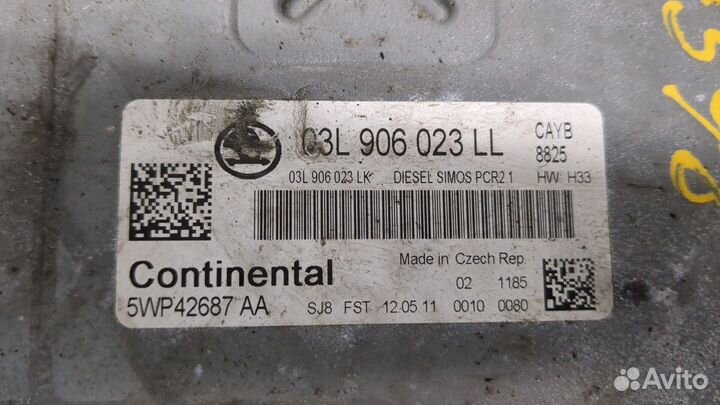 03L 906 023 LL CAYB
8825
03L 906 023 LK DIESEL SIMOS PCR2 1 HW H33
Made in Czech Rep
Continental 02 1185
5WP42687 AA SJ8 FST 12.05.11 0010 0080
Avito